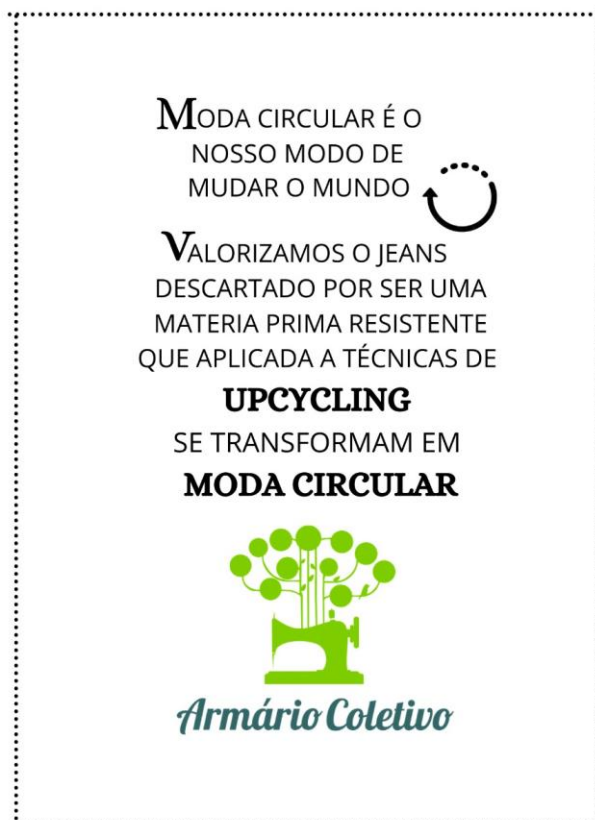 MODA CIRCULAR É O
NOSSO MODO DE
MUDAR O MUNDO
VALORIZAMOS O JEANS
DESCARTADO POR SER UMA
MATERIA PRIMA RESISTENTE
QUE APLICADA A TÉCNICAS DE
UPCYCLING
SE TRANSFORMAM EM
MODA CIRCULAR
Armário Coletivo